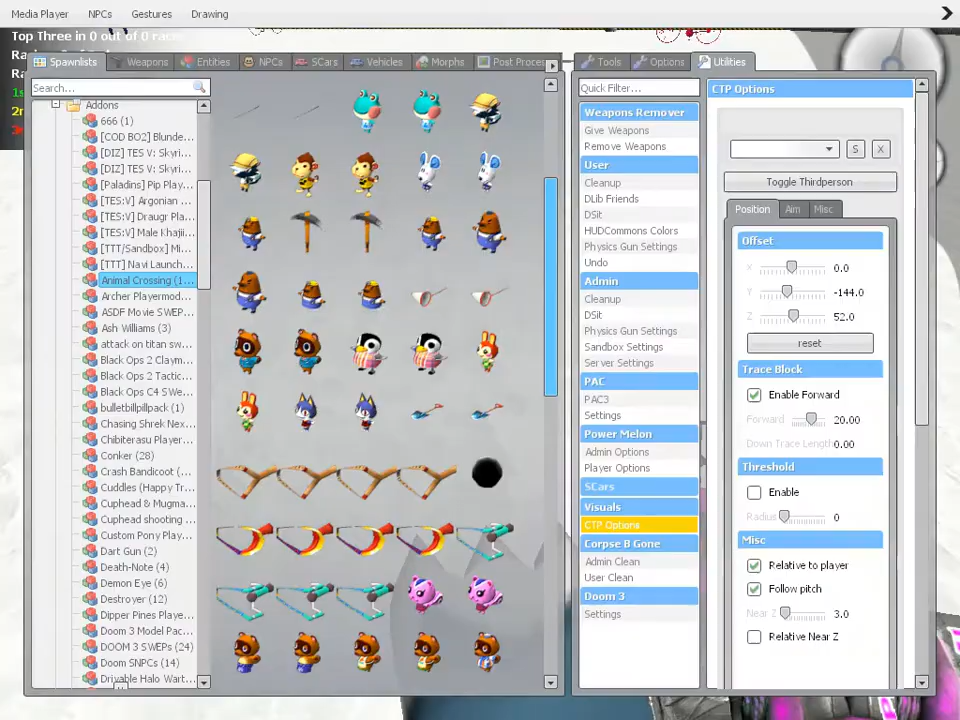 Media Player NPCs Gestures Drawing
Top Three in 0 out of 0 races
Spawnlists Weapons Entities NPCs SCars Vehicles Morphs Post Proces
Tools Options Utilities
Search...
Addons
666 (1)
[COD BO2] Blunde...
[DIZ] TES V: Skyri...
[DIZ] TES V: Skyri...
[Paladins] Pip Play...
[TES:V] Argonian ...
[TES:V] Draugr Pla...
[TES:V] Male Khajii...
[TTT/Sandbox] Mi...
[TTT] Navi Launch...
Animal Crossing (1...
Archer Playermod...
ASDF Movie SWEP...
Ash Williams (3)
attack on titan sw...
Black Ops 2 Claym...
Black Ops 2 Tactic...
Black Ops C4 SWE...
bulletbillpillpack (1)
Chasing Shrek Nex...
Chibiterasu Player...
Conker (28)
Crash Bandicoot (...
Cuddles (Happy Tr...
Cuphead & Mugma...
Cuphead shooting ...
Custom Pony Play...
Dart Gun (2)
Death-Note (4)
Demon Eye (6)
Destroyer (12)
Dipper Pines Playe...
Doom 3 Model Pac...
DOOM 3 SWEPs (24)
Doom SNPCs (14)
Drivable Halo Wart...
Quick Filter...
Weapons Remover
Give Weapons
Remove Weapons
User
Cleanup
DLib Friends
DSit
HUDCommons Colors
Physics Gun Settings
Undo
Admin
Cleanup
DSit
Physics Gun Settings
Sandbox Settings
Server Settings
PAC
PAC3
Settings
Power Melon
Admin Options
Player Options
SCars
Visuals
CTP Options
Corpse B Gone
Admin Clean
User Clean
Doom 3
Settings
CTP Options
S X
Toggle Thirdperson
Position Aim Misc
Offset
X 0.0
Y -144.0
Z 52.0
reset
Trace Block
Enable Forward
Forward 20.00
Down Trace Length 0.00
Threshold
Enable
Radius 0
Misc
Relative to player
Follow pitch
Near Z 3.0
Relative Near Z